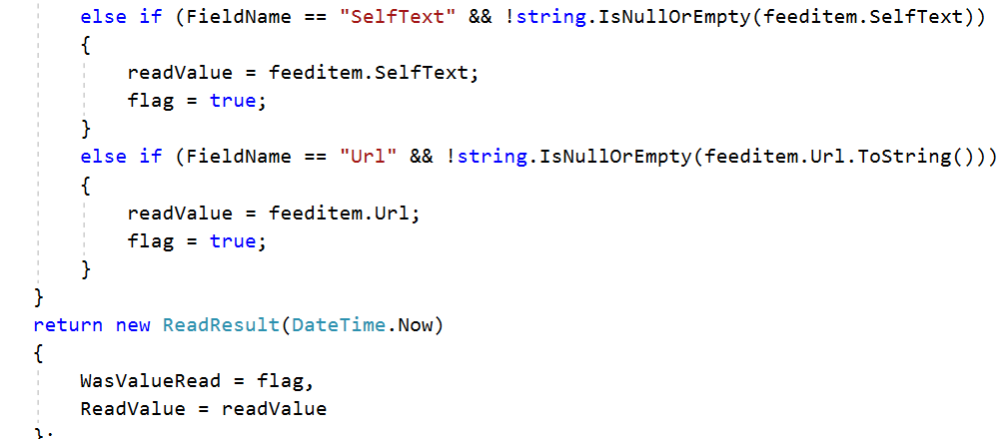 else if (FieldName == "SelfText" && !string.IsNullOrEmpty(feeditem.SelfText))
{
readValue = feeditem.SelfText;
flag = true;
}
else if (FieldName == "Url" && !string.IsNullOrEmpty(feeditem.Url.ToString()))
{
readValue = feeditem.Url;
flag = true;
}
}
return new ReadResult(DateTime.Now)
{
WasValueRead = flag,
ReadValue = readValue
};